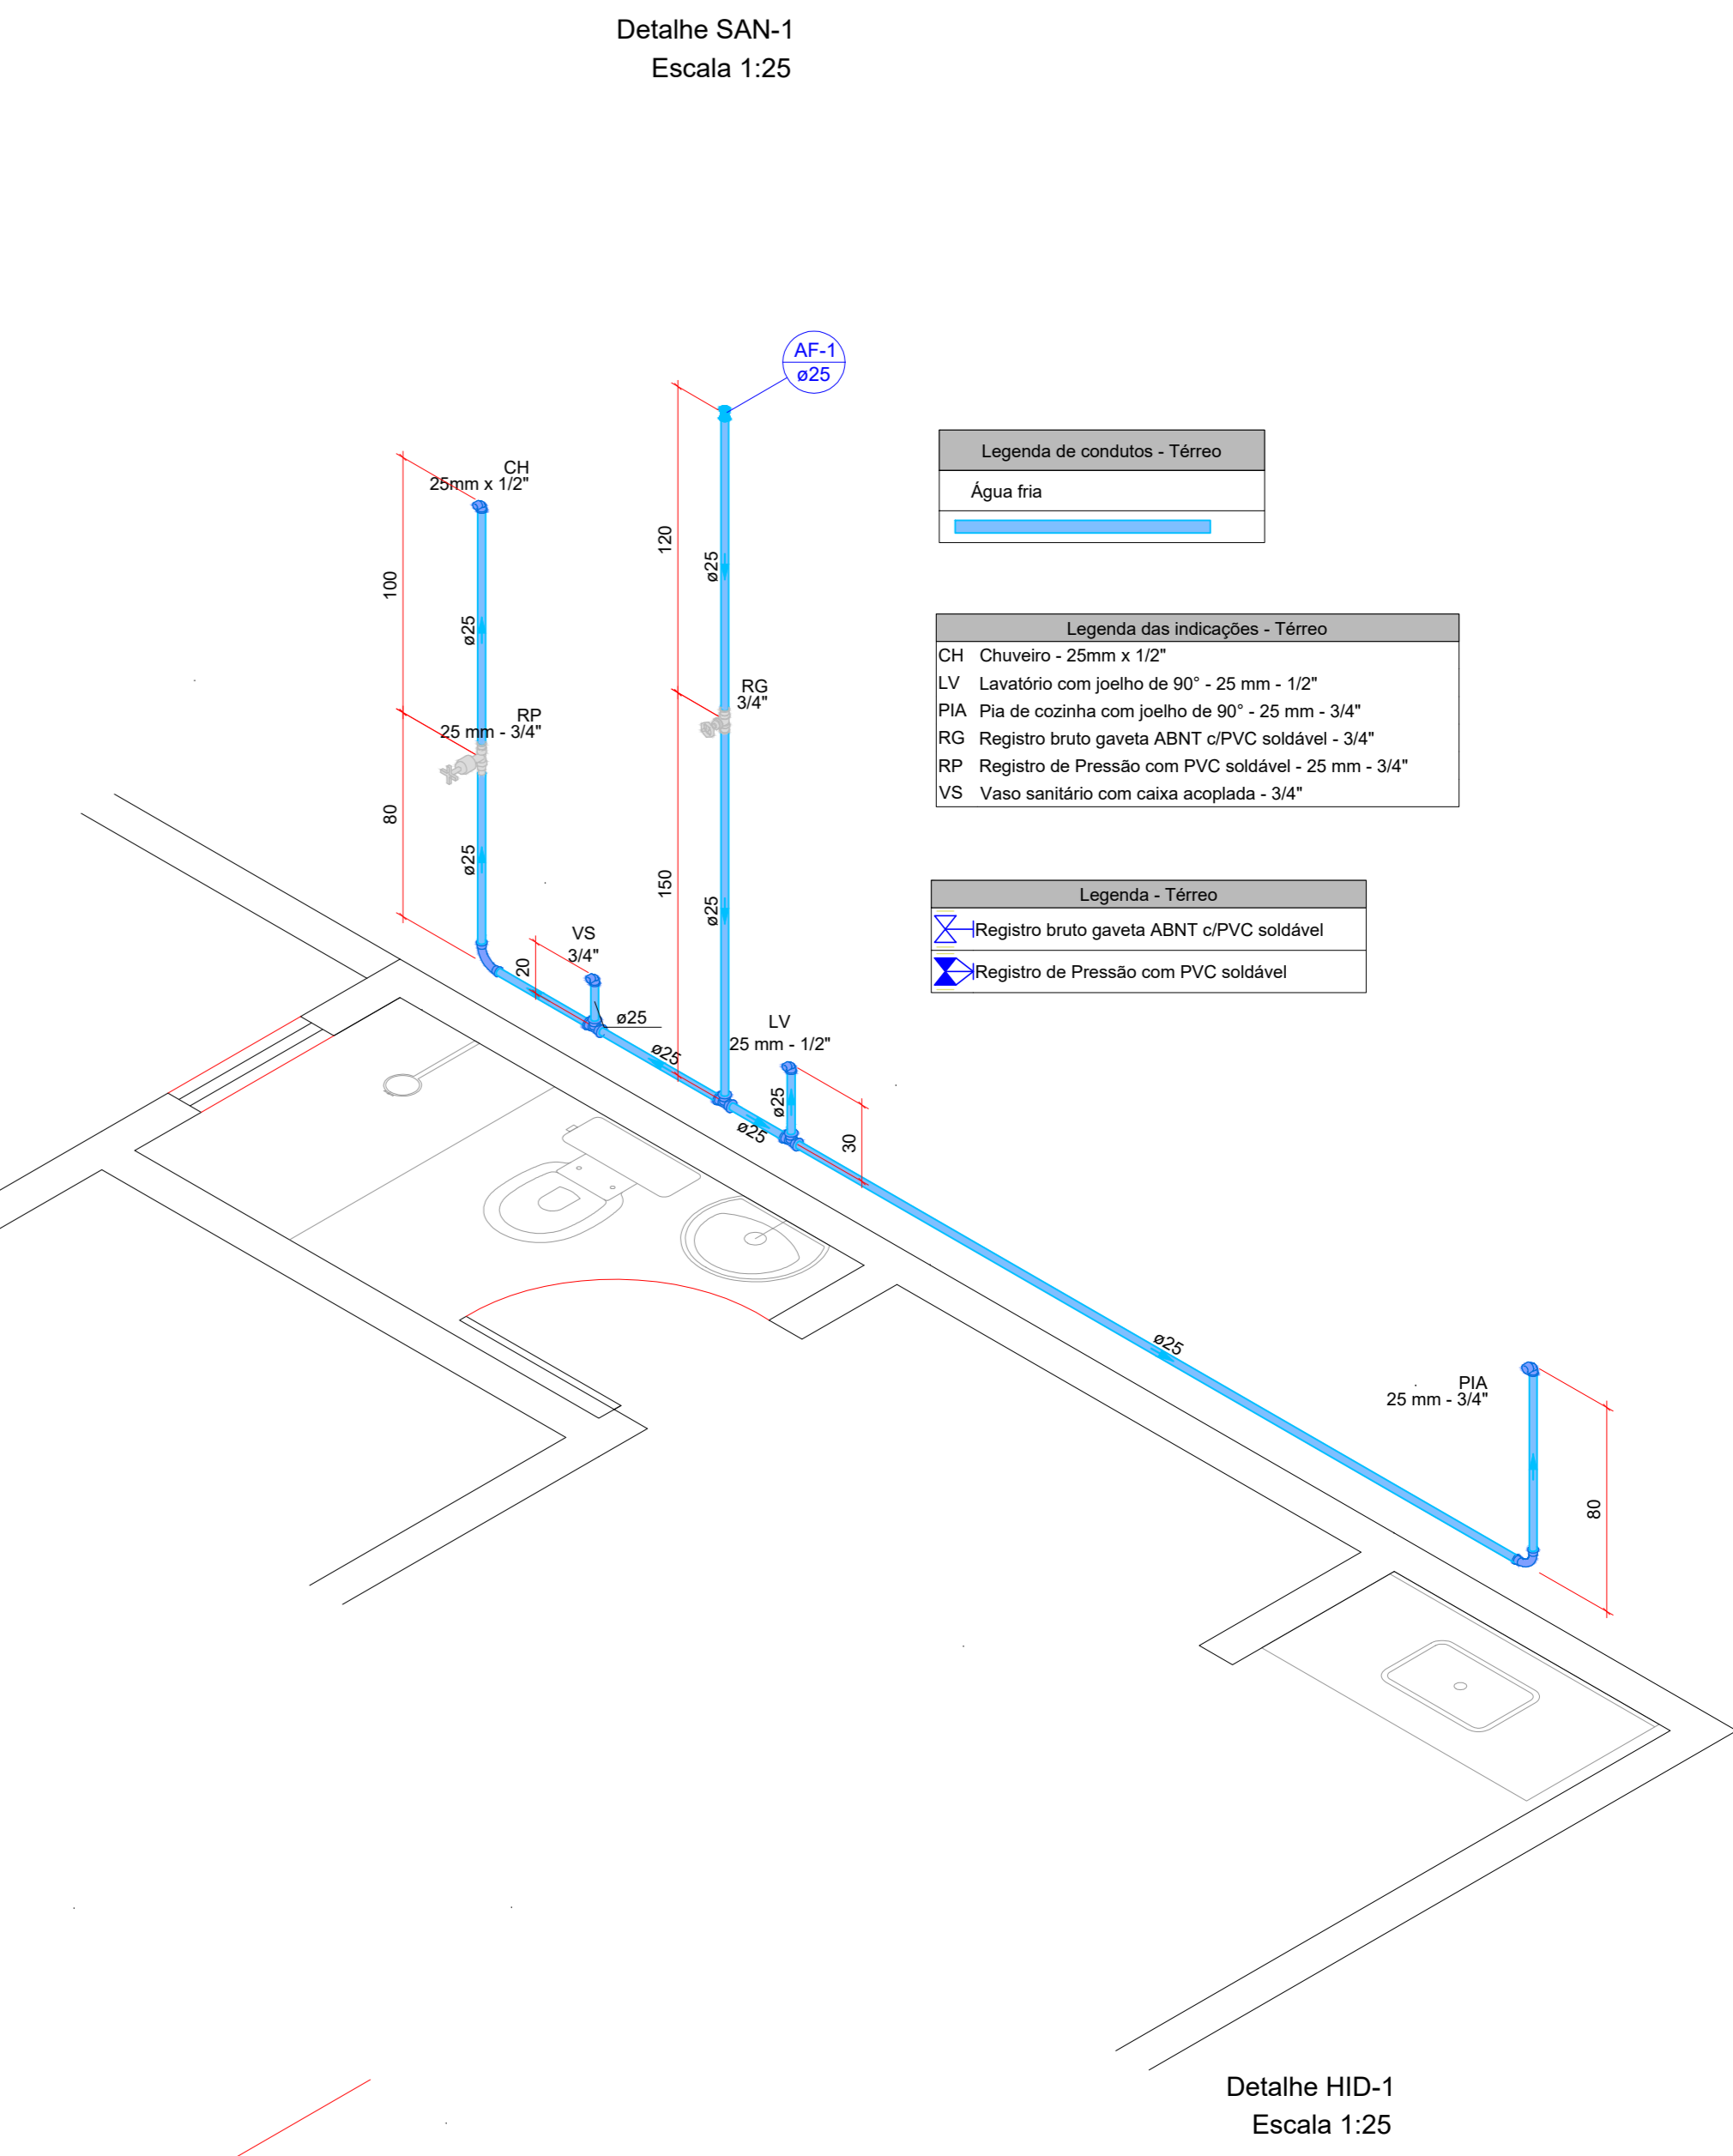 Detalhe SAN-1
Escala 1:25
AF-1
ø25
CH
25mm x 1/2"
100
ø25
120
ø25
RP
25 mm - 3/4"
RG
3/4"
80
ø25
150
ø25
VS
3/4"
20
ø25
ø25
LV
25 mm - 1/2"
ø25
ø25
30
ø25
PIA
25 mm - 3/4"
80
Legenda de condutos - Térreo
Água fria
Legenda das indicações - Térreo
CH Chuveiro - 25mm x 1/2"
LV Lavatório com joelho de 90° - 25 mm - 1/2"
PIA Pia de cozinha com joelho de 90° - 25 mm - 3/4"
RG Registro bruto gaveta ABNT c/PVC soldável - 3/4"
RP Registro de Pressão com PVC soldável - 25 mm - 3/4"
VS Vaso sanitário com caixa acoplada - 3/4"
Legenda - Térreo
Registro bruto gaveta ABNT c/PVC soldável
Registro de Pressão com PVC soldável
Detalhe HID-1
Escala 1:25